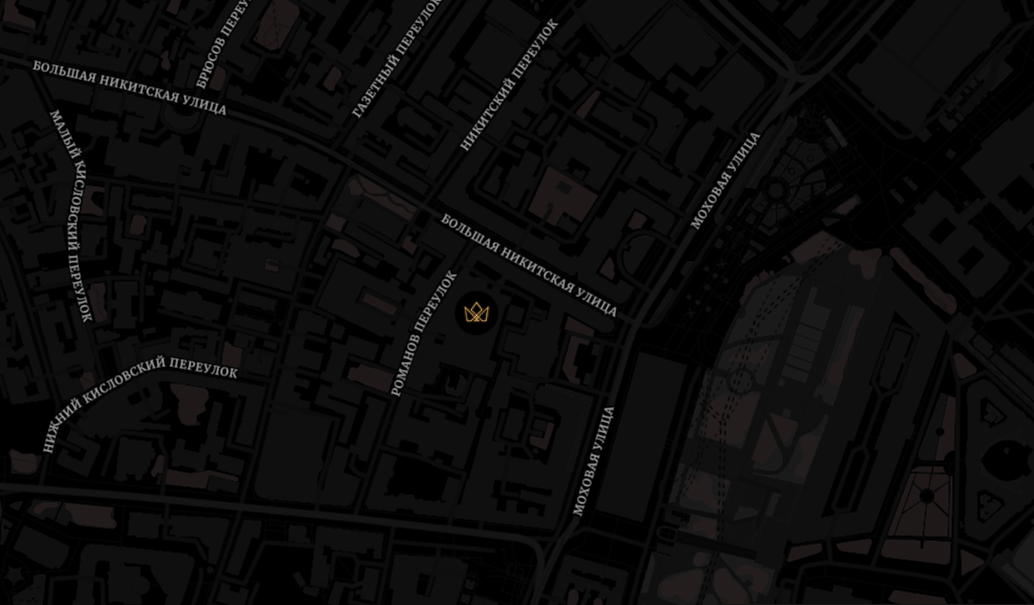 БРЮСОВ ПЕРЕУ
ГАЗЕТНЫЙ ПЕРЕУЛОК
НИКИТСКИЙ ПЕРЕУЛОК
БОЛЬШАЯ НИКИТСКАЯ УЛИЦА
МАЛЫЙ КИСЛОВСКИЙ ПЕРЕУЛОК
МОХОВАЯ УЛИЦА
БОЛЬШАЯ НИКИТСКАЯ УЛИЦА
РОМАНОВ ПЕРЕУЛОК
НИЖНИЙ КИСЛОВСКИЙ ПЕРЕУЛОК
МОХОВАЯ УЛИЦА